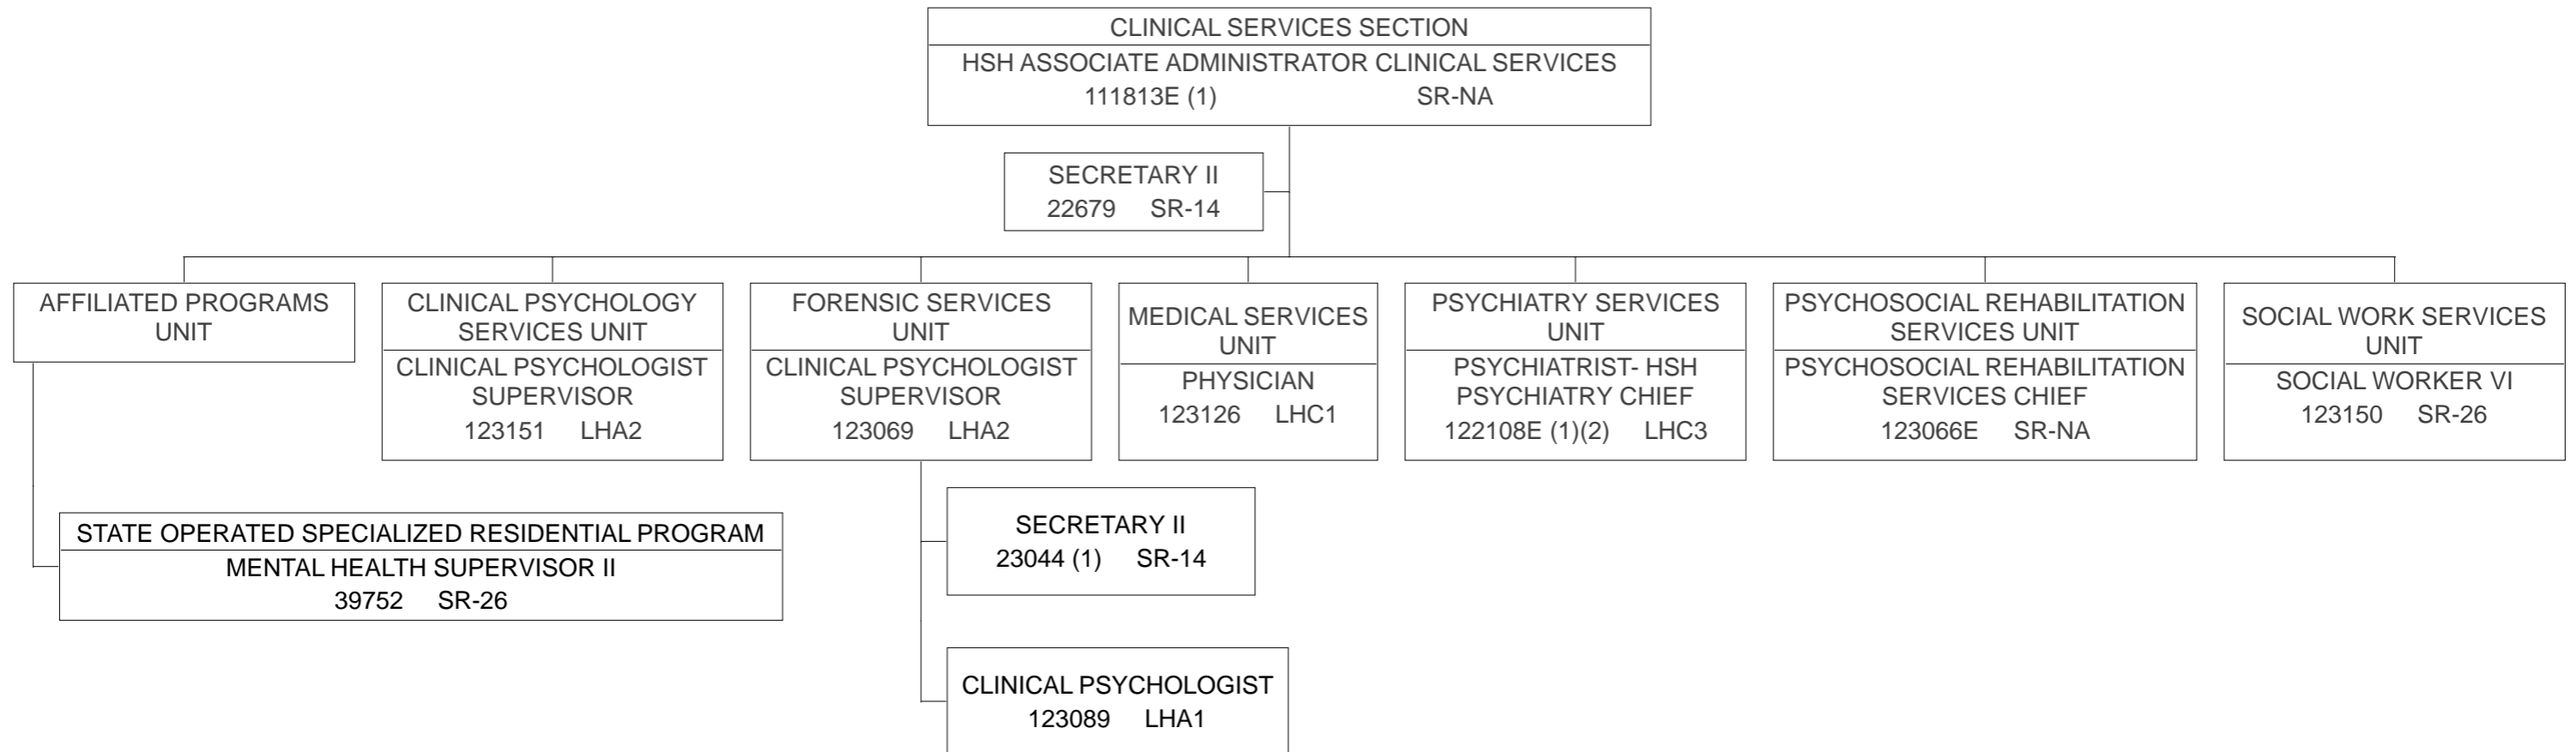 CLINICAL SERVICES SECTION
HSH ASSOCIATE ADMINISTRATOR CLINICAL SERVICES
111813E (1) SR-NA
SECRETARY II
22679 SR-14
AFFILIATED PROGRAMS
UNIT
CLINICAL PSYCHOLOGY
SERVICES UNIT
CLINICAL PSYCHOLOGIST
SUPERVISOR
123151 LHA2
FORENSIC SERVICES
UNIT
CLINICAL PSYCHOLOGIST
SUPERVISOR
123069 LHA2
MEDICAL SERVICES
UNIT
PHYSICIAN
123126 LHC1
PSYCHIATRY SERVICES
UNIT
PSYCHIATRIST- HSH
PSYCHIATRY CHIEF
122108E (1)(2) LHC3
PSYCHOSOCIAL REHABILITATION
SERVICES UNIT
PSYCHOSOCIAL REHABILITATION
SERVICES CHIEF
123066E SR-NA
SOCIAL WORK SERVICES
UNIT
SOCIAL WORKER VI
123150 SR-26
STATE OPERATED SPECIALIZED RESIDENTIAL PROGRAM
MENTAL HEALTH SUPERVISOR II
39752 SR-26
SECRETARY II
23044 (1) SR-14
CLINICAL PSYCHOLOGIST
123089 LHA1